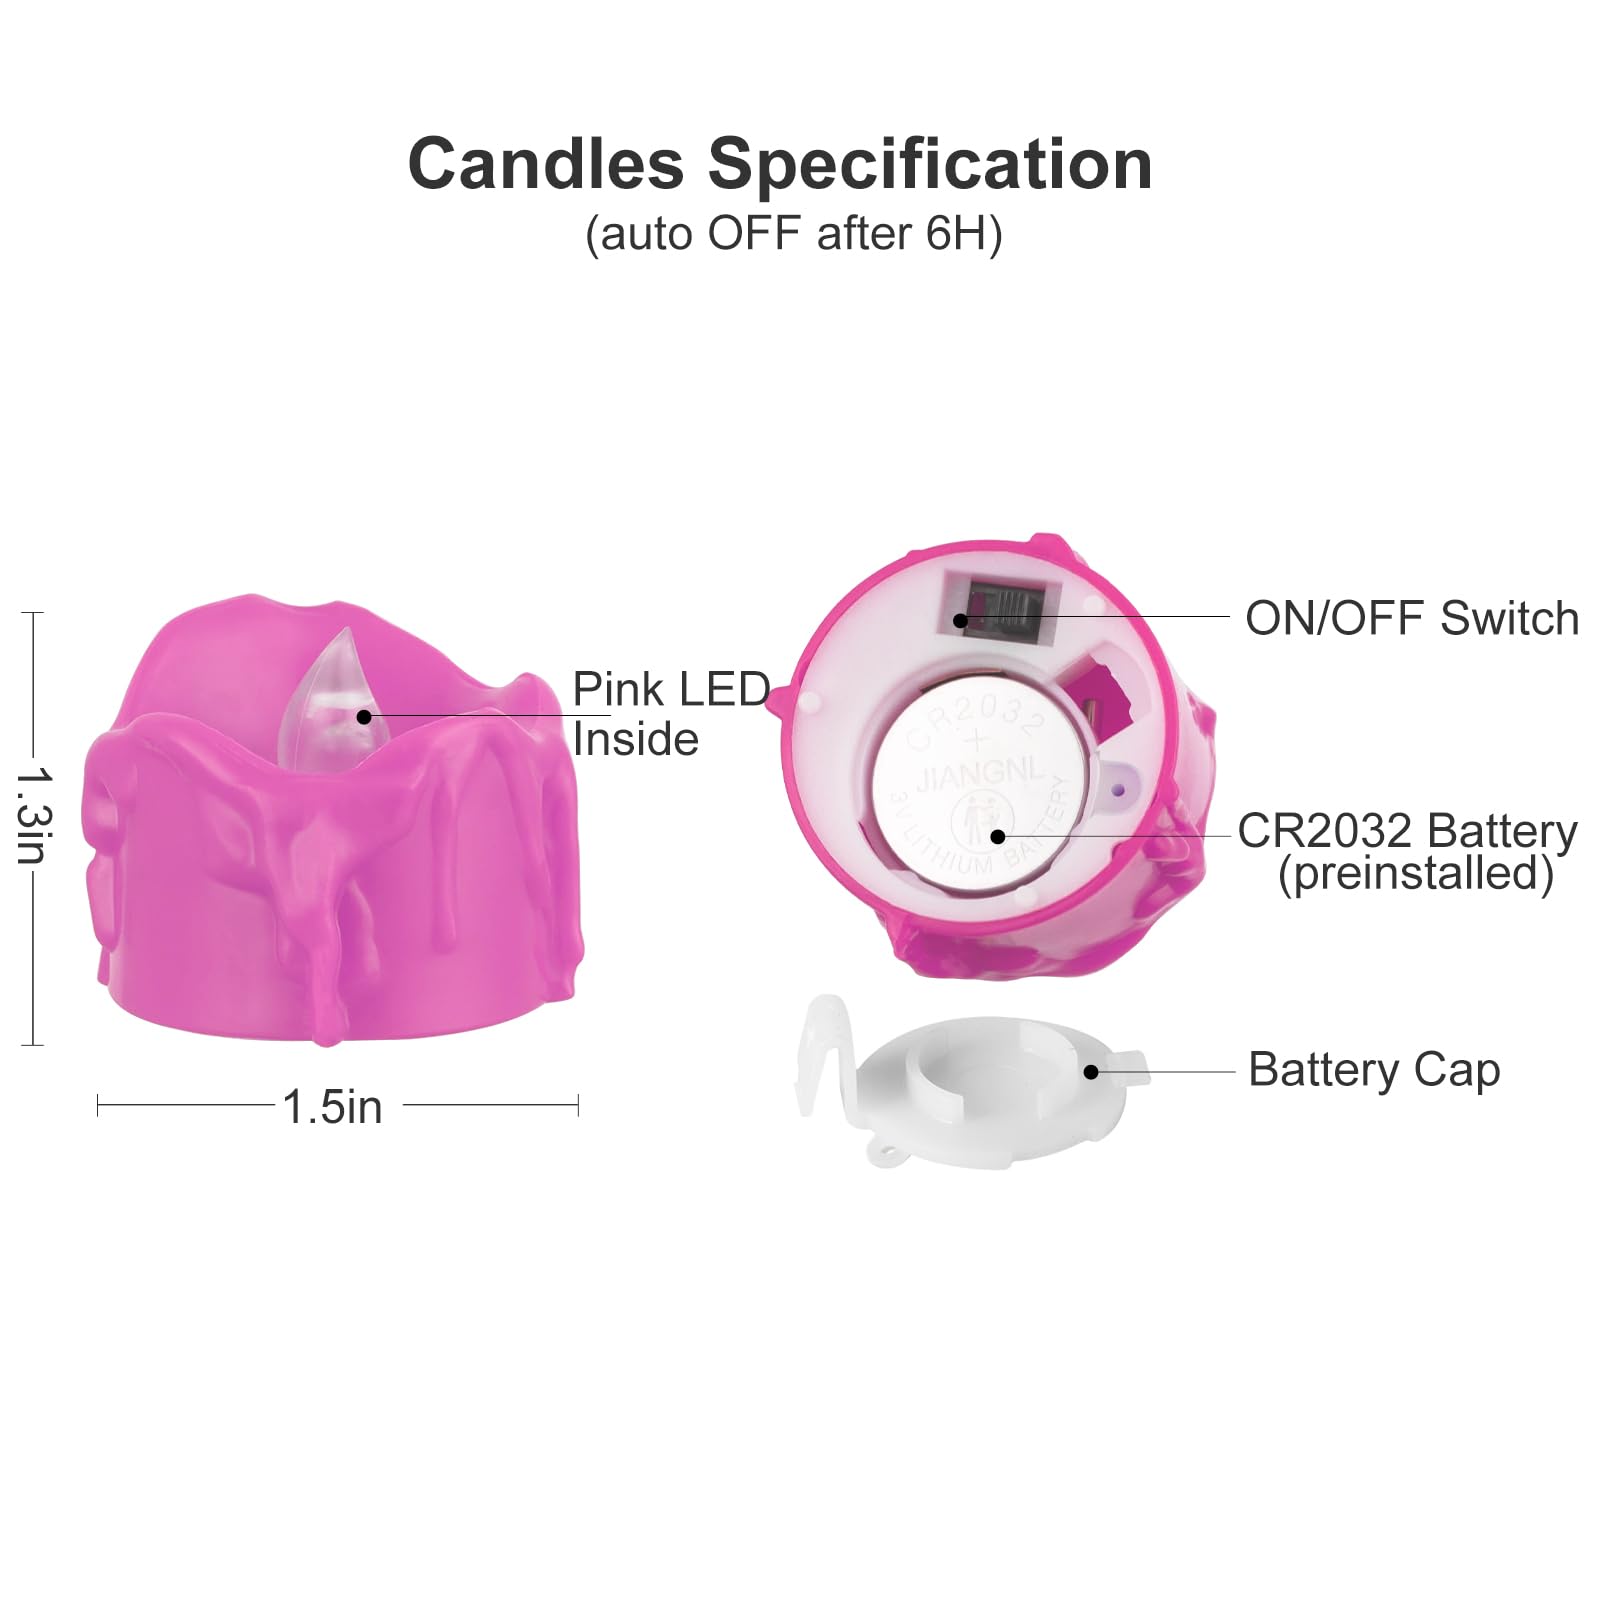 Candles Specification
(auto OFF after 6H)
ON/OFF Switch
Pink LED
Inside
1.3in
CR2032
+
JIANGNL
3V LITHIUM BATTERY
CR2032 Battery
(preinstalled)
Battery Cap
1.5in